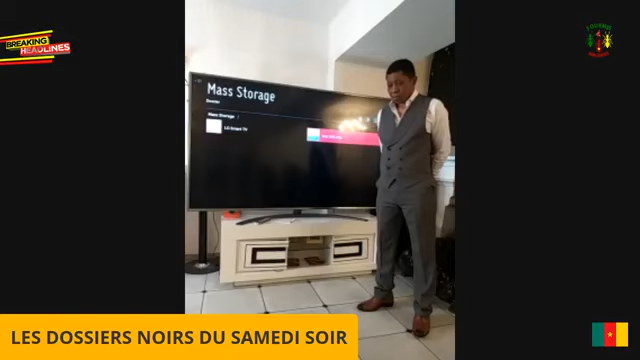 BREAKING
HEADLINES
Mass Storage
Mass Storage /
LG Smart TV
LES DOSSIERS NOIRS DU SAMEDI SOIR